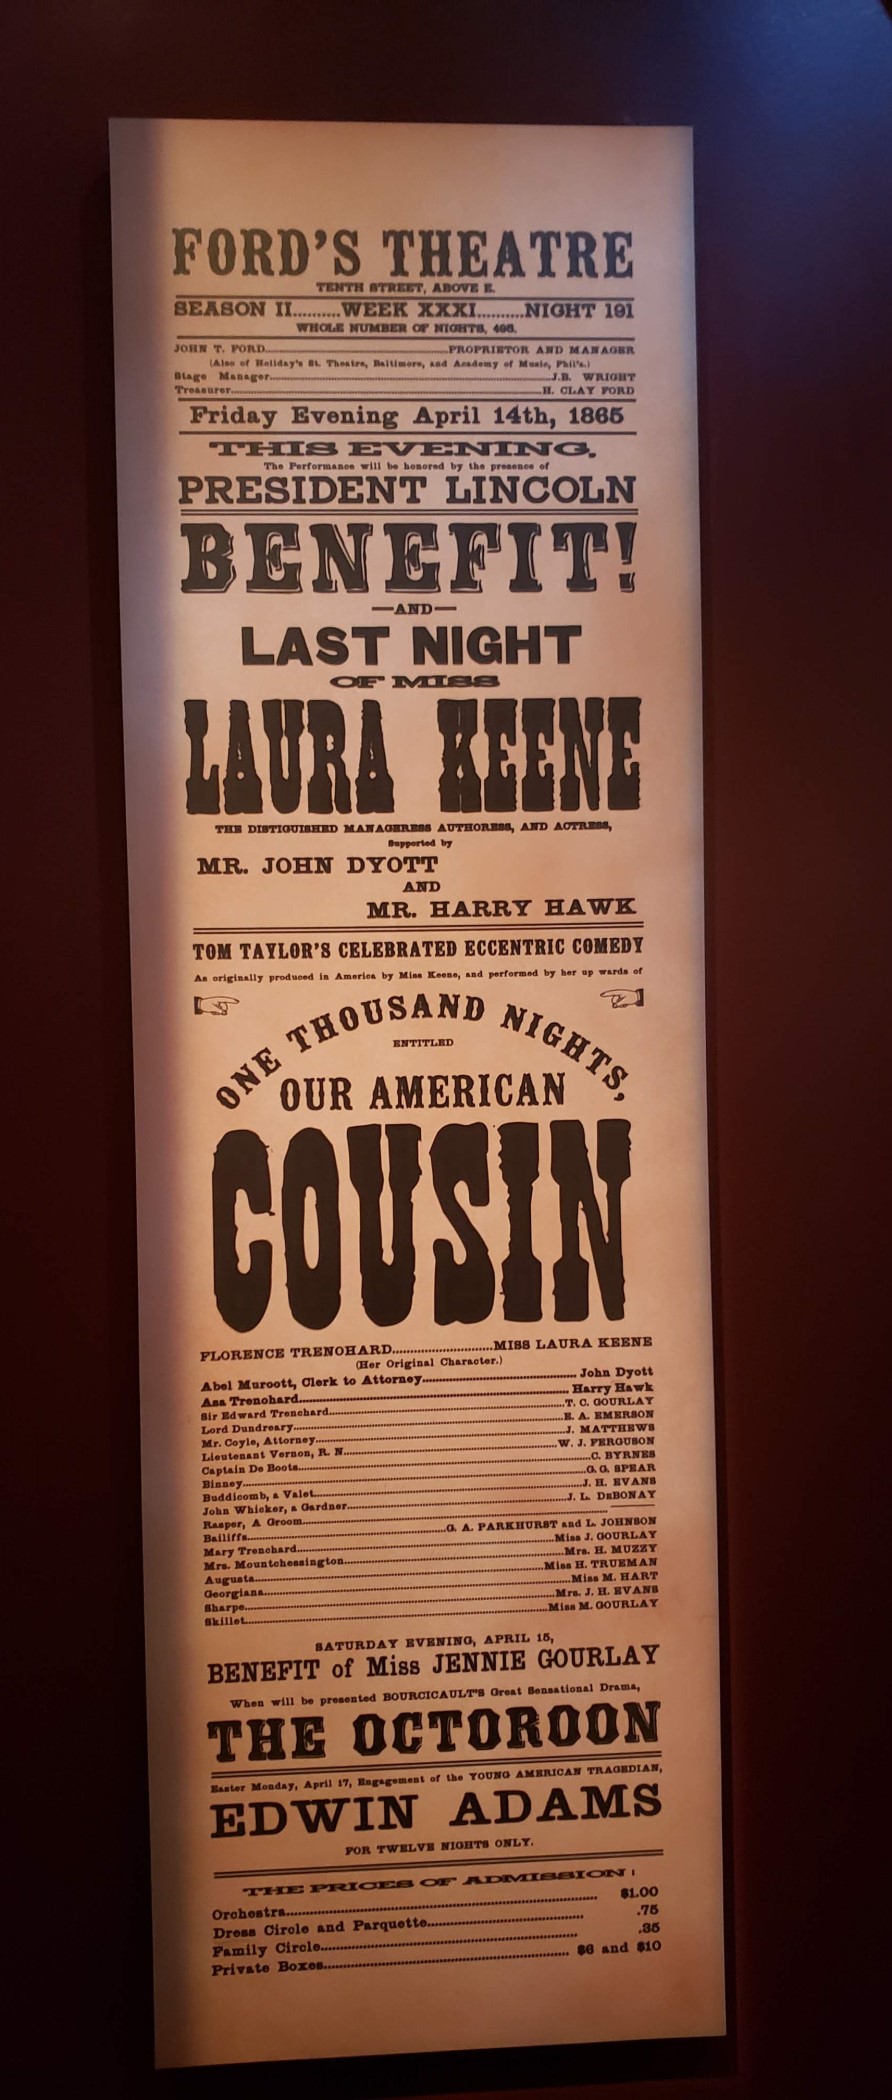 FORD'S THEATRE
TENTH STREET, ABOVE E.
SEASON II..........WEEK XXXI..........NIGHT 191
WHOLE NUMBER OF NIGHTS, 496.
JOHN T. FORD..........PROPRIETOR AND MANAGER
(Also of Holiday's St. Theatre, Baltimore, and Academy of Music, Phil'a.)
Stage Manager..........J.B. WRIGHT
Treasurer..........H. CLAY FORD
Friday Evening April 14th, 1865
THIS EVENING,
The Performance will be honored by the presence of
PRESIDENT LINCOLN
BENEFIT!
—AND—
LAST NIGHT
OF MISS
LAURA KEENE
THE DISTIGUISHED MANAGERESS AUTHORESS, AND ACTRESS,
Supported by
MR. JOHN DYOTT
AND
MR. HARRY HAWK
TOM TAYLOR'S CELEBRATED ECCENTRIC COMEDY
As originally produced in America by Miss Keene, and performed by her up wards of
ONE THOUSAND NIGHTS,
ENTITLED
OUR AMERICAN
COUSIN
FLORENCE TRENOHARD..........MISS LAURA KEENE
(Her Original Character.)
Abel Muroott, Clerk to Attorney..........John Dyott
Asa Trenohard..........Harry Hawk
Sir Edward Trenchard..........T. C. GOURLAY
Lord Dundreary..........E. A. EMERSON
Mr. Coyle, Attorney..........J. MATTHEWS
Lieutenant Vernon, R. N..........W. J. FERGUSON
Captain De Boots..........C. BYRNES
Binney..........G. G. SPEAR
Buddicomb, a Valet..........J. H. EVANS
John Whicker, a Gardner..........J. L. DeBONAY
Rasper, A Groom..........
Bailiffs..........G. A. PARKHURST and L. JOHNSON
Mary Trenchard..........Miss J. GOURLAY
Mrs. Mountchessington..........Mrs. H. MUZZY
Augusta..........Miss H. TRUEMAN
Georgiana..........Miss M. HART
Sharpe..........Mrs. J. H. EVANS
Skillet..........Miss M. GOURLAY
SATURDAY EVENING, APRIL 15,
BENEFIT of Miss JENNIE GOURLAY
When will be presented BOURCICAULT'S Great Sensational Drama,
THE OCTOROON
Easter Monday, April 17, Engagement of the YOUNG AMERICAN TRAGEDIAN,
EDWIN ADAMS
FOR TWELVE NIGHTS ONLY.
THE PRICES OF ADMISSION:
Orchestra..........$1.00
Dress Circle and Parquette...........75
Family Circle...........35
Private Boxes..........$6 and $10